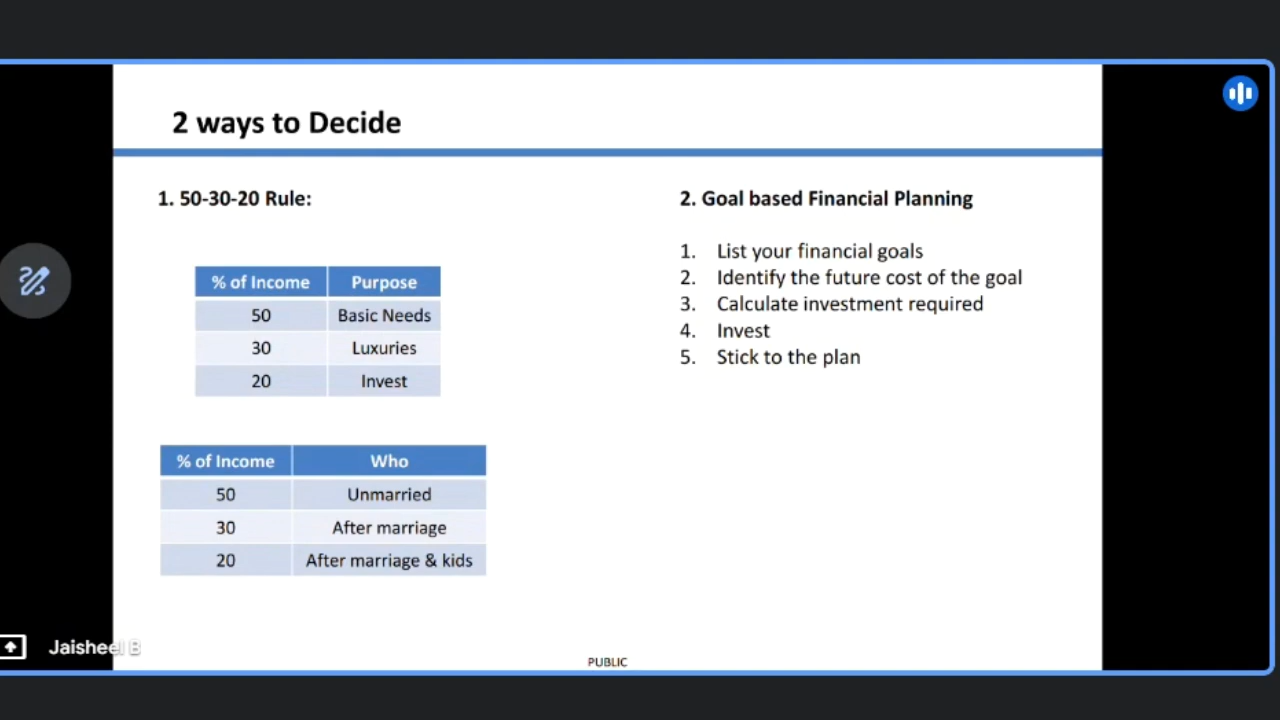 2 ways to Decide
1. 50-30-20 Rule:
% of Income Purpose
50 Basic Needs
30 Luxuries
20 Invest
% of Income Who
50 Unmarried
30 After marriage
20 After marriage & kids
2. Goal based Financial Planning
1. List your financial goals
2. Identify the future cost of the goal
3. Calculate investment required
4. Invest
5. Stick to the plan
Jaisheel B
PUBLIC